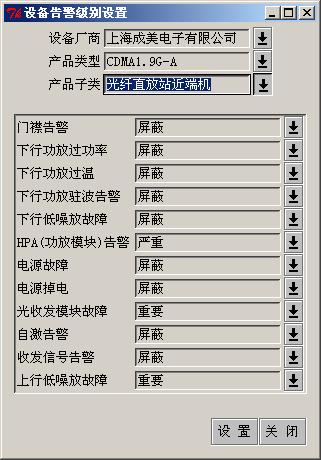 设备告警级别设置
设备厂商 上海成美电子有限公司
产品类型 CDMA1.9G-A
产品子类 光纤直放站近端机
门襟告警 屏蔽
下行功放过功率 屏蔽
下行功放过温 屏蔽
下行功放驻波告警 屏蔽
下行低噪放故障 屏蔽
HPA(功放模块)告警 严重
电源故障 屏蔽
电源掉电 屏蔽
光收发模块故障 重要
自激告警 屏蔽
收发信号告警 屏蔽
上行低噪放故障 重要
设 置 关 闭